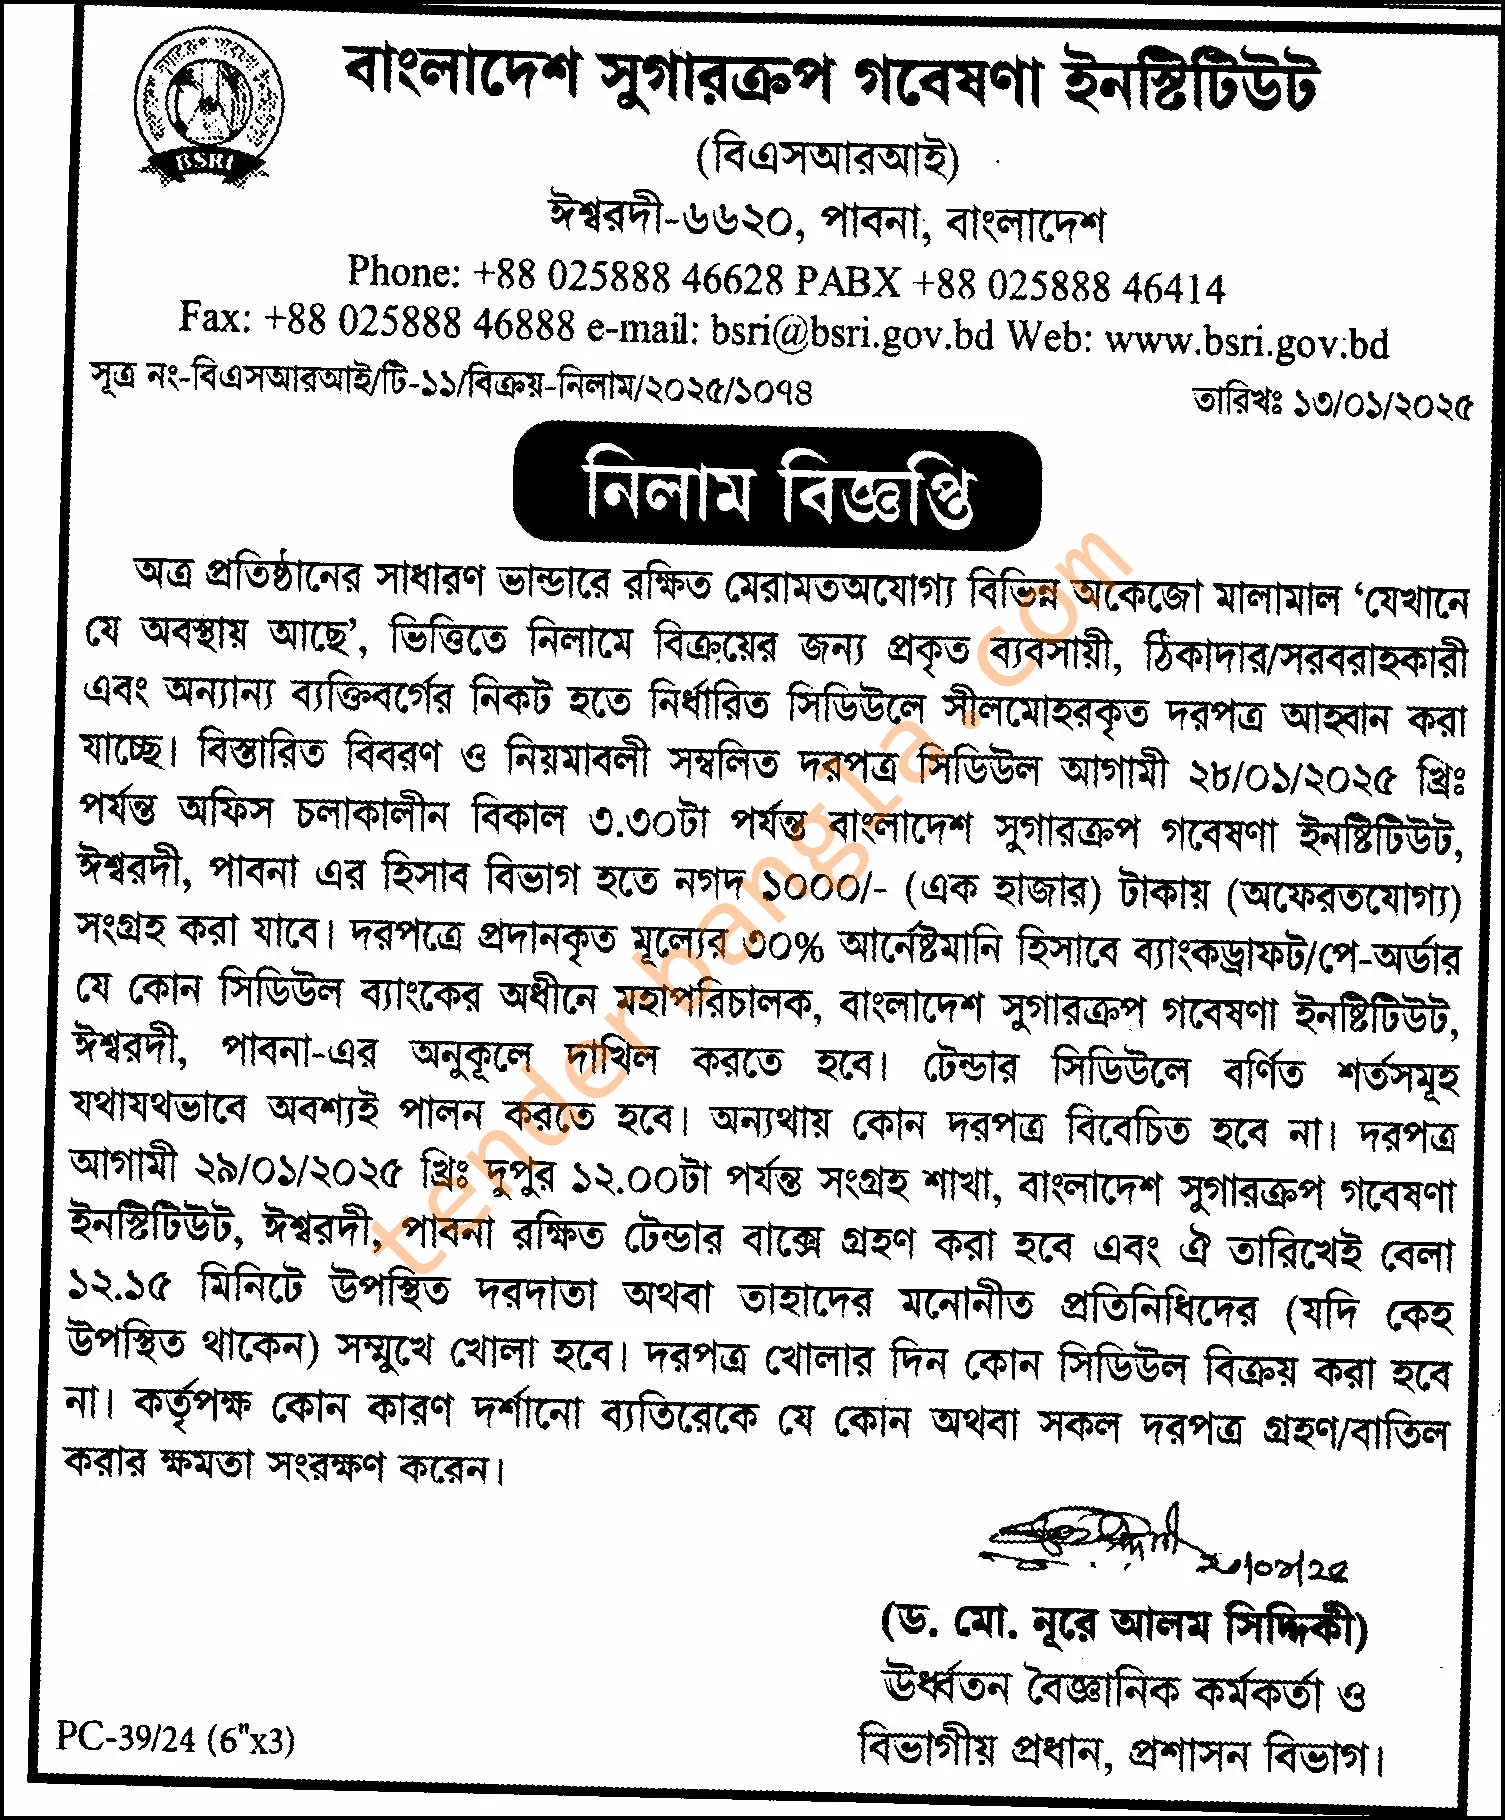 বাংলাদেশ সুগারক্রপ গবেষণা ইনস্টিটিউট
BSRI
(বিএসআরআই)
ঈশ্বরদী-৬৬২০, পাবনা, বাংলাদেশ
Phone: +88 025888 46628 PABX +88 025888 46414
Fax: +88 025888 46888 e-mail: bsri@bsri.gov.bd Web: www.bsri.gov.bd
সূত্র নং-বিএসআরআই/টি-১১/বিক্রয়-নিলাম/২০২৫/১০৭৪ তারিখঃ ১৩/০১/২০২৫
নিলাম বিজ্ঞপ্তি
অত্র প্রতিষ্ঠানের সাধারণ ভান্ডারে রক্ষিত মেরামতঅযোগ্য বিভিন্ন অকেজো মালামাল ‘যেখানে
যে অবস্থায় আছে’, ভিত্তিতে নিলামে বিক্রয়ের জন্য প্রকৃত ব্যবসায়ী, ঠিকাদার/সরবরাহকারী
এবং অন্যান্য ব্যক্তিবর্গের নিকট হতে নির্ধারিত সিডিউলে সীলমোহরকৃত দরপত্র আহ্বান করা
যাচ্ছে। বিস্তারিত বিবরণ ও নিয়মাবলী সম্বলিত দরপত্র সিডিউল আগামী ২৮/০১/২০২৫ খ্রিঃ
পর্যন্ত অফিস চলাকালীন বিকাল ৩.৩০টা পর্যন্ত বাংলাদেশ সুগারক্রপ গবেষণা ইনষ্টিটিউট,
ঈশ্বরদী, পাবনা এর হিসাব বিভাগ হতে নগদ ১০০০/- (এক হাজার) টাকায় (অফেরতযোগ্য)
সংগ্রহ করা যাবে। দরপত্রে প্রদানকৃত মূল্যের ৩০% আর্নেষ্টমানি হিসাবে ব্যাংকড্রাফট/পে-অর্ডার
যে কোন সিডিউল ব্যাংকের অধীনে মহাপরিচালক, বাংলাদেশ সুগারক্রপ গবেষণা ইনষ্টিটিউট,
ঈশ্বরদী, পাবনা-এর অনুকূলে দাখিল করতে হবে। টেন্ডার সিডিউলে বর্ণিত শর্তসমূহ
যথাযথভাবে অবশ্যই পালন করতে হবে। অন্যথায় কোন দরপত্র বিবেচিত হবে না। দরপত্র
আগামী ২৯/০১/২০২৫ খ্রিঃ দুপুর ১২.০০টা পর্যন্ত সংগ্রহ শাখা, বাংলাদেশ সুগারক্রপ গবেষণা
ইনস্টিটিউট, ঈশ্বরদী, পাবনা রক্ষিত টেন্ডার বাক্সে গ্রহণ করা হবে এবং ঐ তারিখেই বেলা
১২.১৫ মিনিটে উপস্থিত দরদাতা অথবা তাহাদের মনোনীত প্রতিনিধিদের (যদি কেহ
উপস্থিত থাকেন) সম্মুখে খোলা হবে। দরপত্র খোলার দিন কোন সিডিউল বিক্রয় করা হবে
না। কর্তৃপক্ষ কোন কারণ দর্শানো ব্যতিরেকে যে কোন অথবা সকল দরপত্র গ্রহণ/বাতিল
করার ক্ষমতা সংরক্ষণ করেন।
(ড. মো. নূরে আলম সিদ্দিকী)
ঊর্ধ্বতন বৈজ্ঞানিক কর্মকর্তা ও
বিভাগীয় প্রধান, প্রশাসন বিভাগ।
PC-39/24 (6"x3)
tenderbangla.com